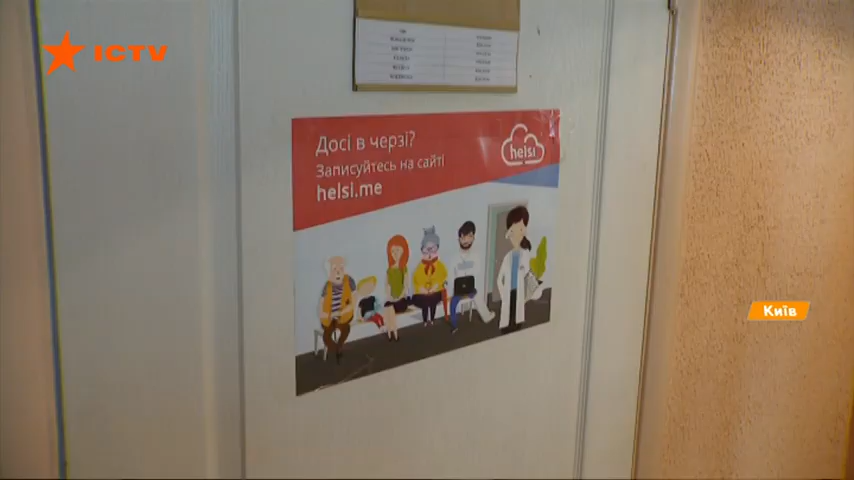 ICTV
Досі в черзі?
Записуйтесь на сайті
helsi.me
helsi
Київ